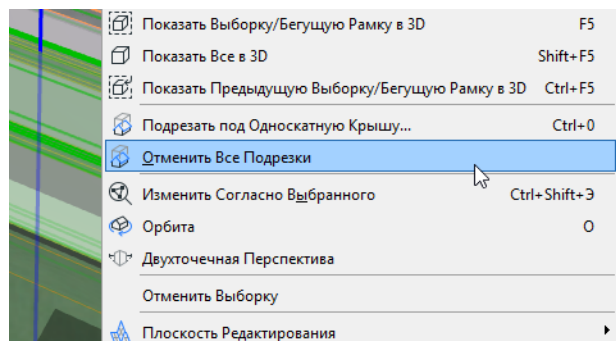 Показать Выборку/Бегущую Рамку в 3D F5
Показать Все в 3D Shift+F5
Показать Предыдущую Выборку/Бегущую Рамку в 3D Ctrl+F5
Подрезать под Односкатную Крышу... Ctrl+0
Отменить Все Подрезки
Изменить Согласно Выбранного Ctrl+Shift+Э
Орбита O
Двухточечная Перспектива
Отменить Выборку
Плоскость Редактирования